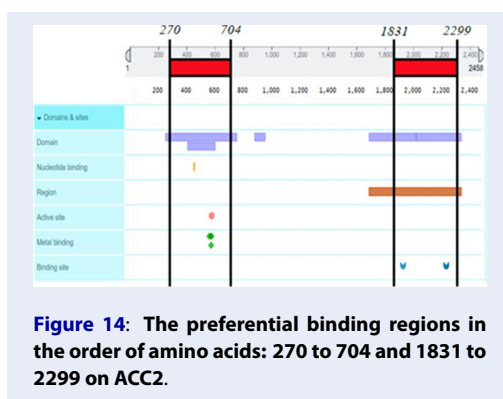 270 704 1831 2299
200 400 600 800 1,000 1,200 1,400 1,600 1,800 2,000 2,200 2,400
1 2458
200 400 600 800 1,000 1,200 1,400 1,600 1,800 2,000 2,200 2,400
Domains & sites
Domain
Nucleotide binding
Region
Active site
Metal binding
Binding site
Figure 14: The preferential binding regions in
the order of amino acids: 270 to 704 and 1831 to
2299 on ACC2.